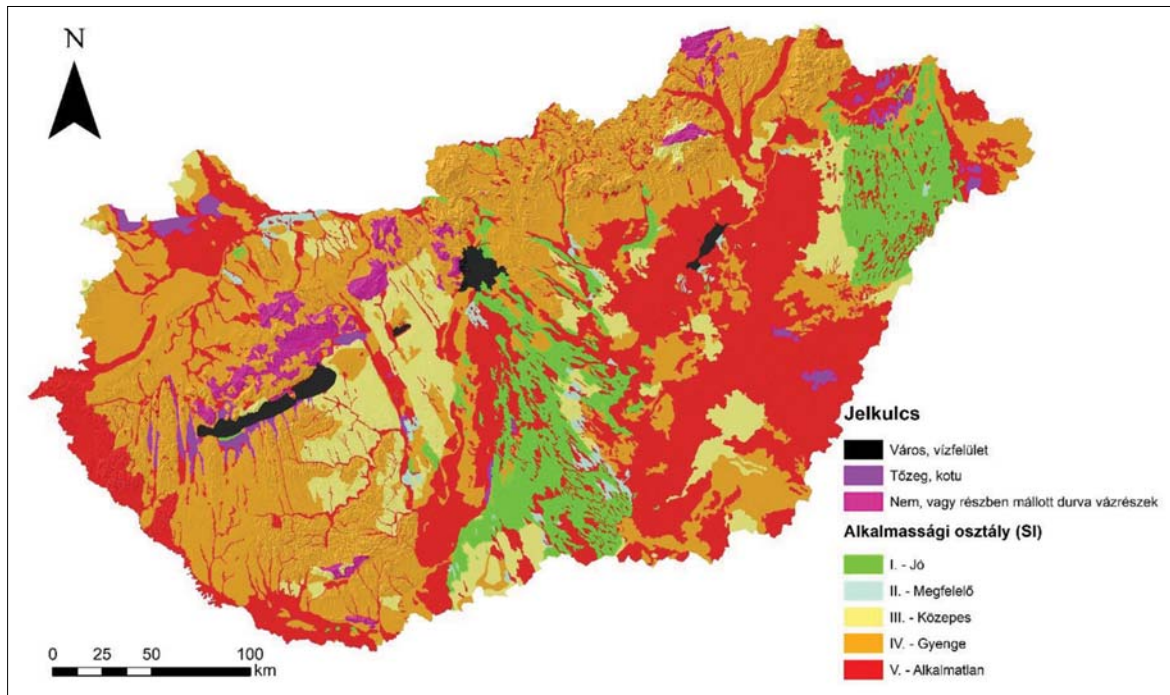 N
Jelkulcs
Város, vízfelület
Tőzeg, kotu
Nem, vagy részben mállott durva vázrészek
Alkalmassági osztály (SI)
I. - Jó
II. - Megfelelő
III. - Közepes
IV. - Gyenge
V. - Alkalmatlan
0 25 50 100
km